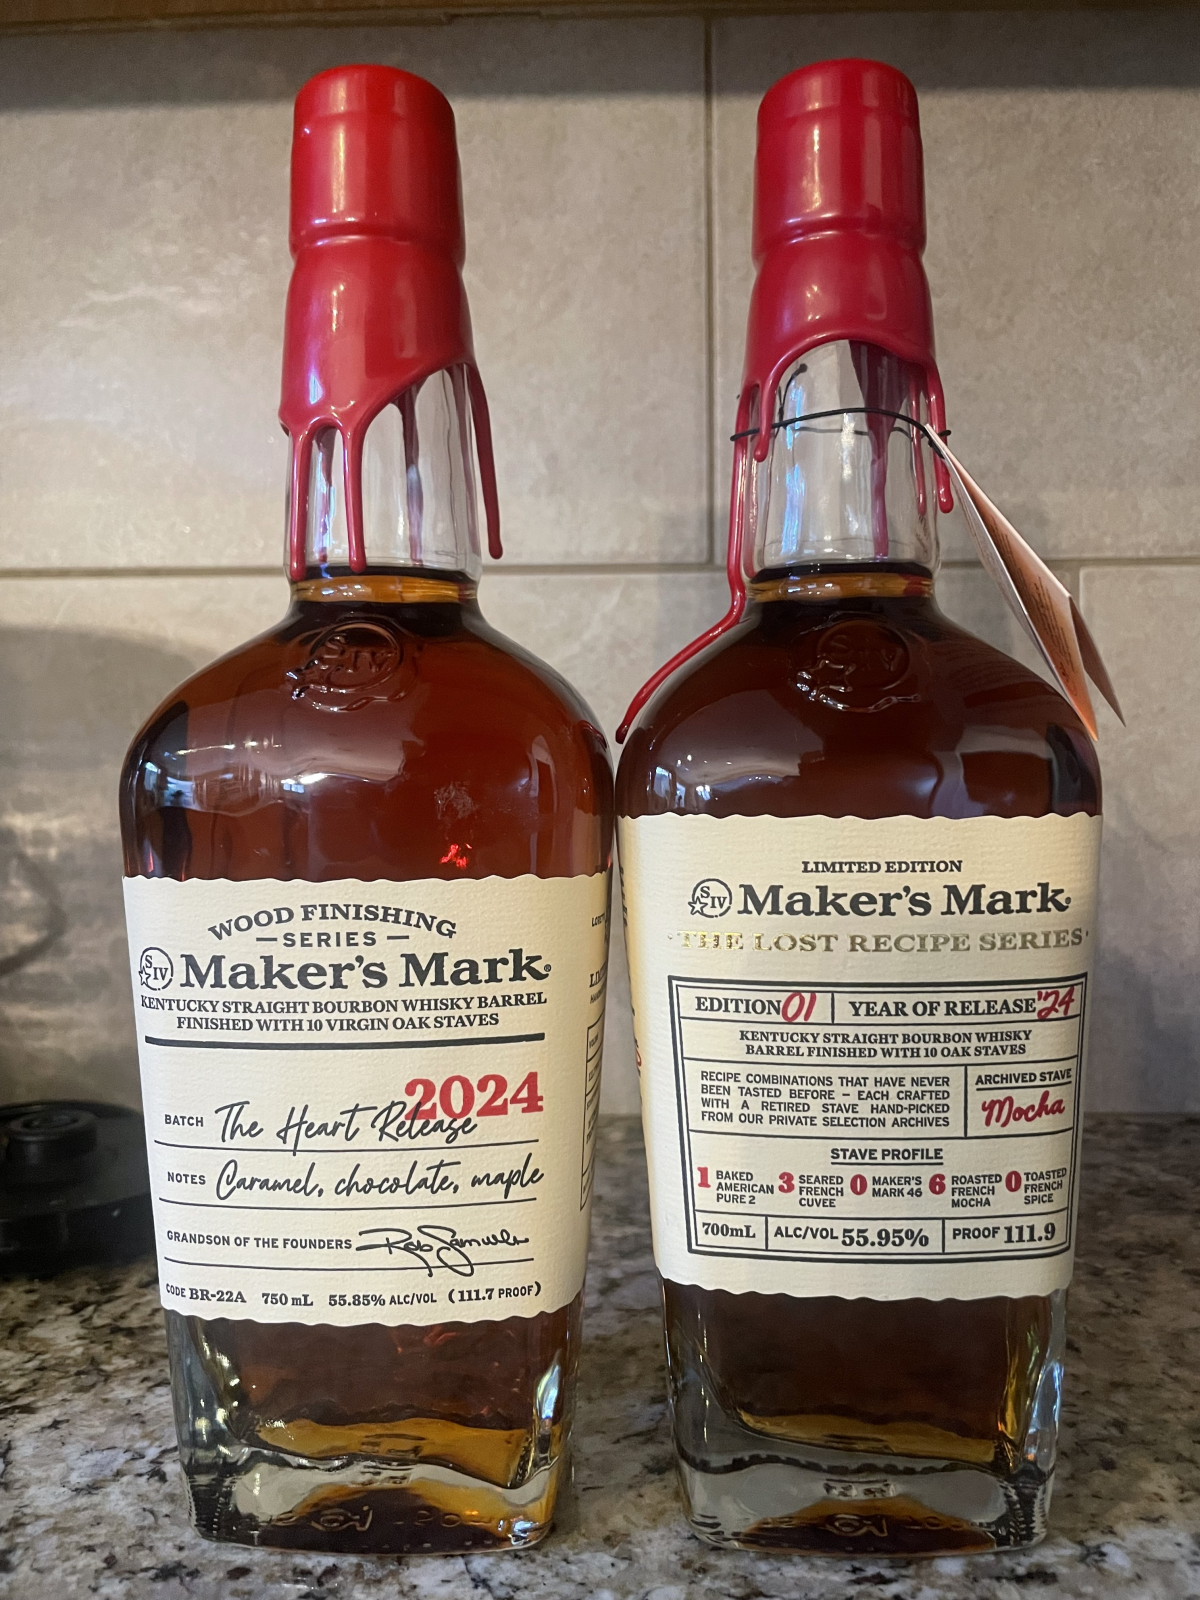 SIV
WOOD FINISHING
— SERIES —
SIV Maker's Mark®
KENTUCKY STRAIGHT BOURBON WHISKY BARREL
FINISHED WITH 10 VIRGIN OAK STAVES
2024
BATCH The Heart Release
NOTES Caramel, chocolate, maple
GRANDSON OF THE FOUNDERS Rob Samuels
CODE BR-22A 750 mL 55.85% ALC/VOL (111.7 PROOF)
SIV
LIMITED EDITION
SIV Maker's Mark®
·THE LOST RECIPE SERIES·
EDITION 01 YEAR OF RELEASE '24
KENTUCKY STRAIGHT BOURBON WHISKY
BARREL FINISHED WITH 10 OAK STAVES
RECIPE COMBINATIONS THAT HAVE NEVER
BEEN TASTED BEFORE – EACH CRAFTED
WITH A RETIRED STAVE HAND-PICKED
FROM OUR PRIVATE SELECTION ARCHIVES
ARCHIVED STAVE
Mocha
STAVE PROFILE
1 BAKED AMERICAN PURE 2
3 SEARED FRENCH CUVEE
0 MAKER'S MARK 46
6 ROASTED FRENCH MOCHA
0 TOASTED FRENCH SPICE
700mL ALC/VOL 55.95% PROOF 111.9